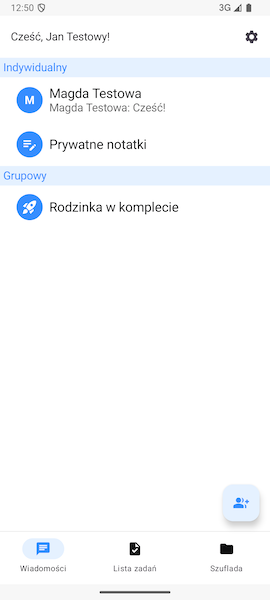 12:50 3G
Cześć, Jan Testowy!
Indywidualny
M
Magda Testowa
Magda Testowa: Cześć!
Prywatne notatki
Grupowy
Rodzinka w komplecie
Wiadomości Lista zadań Szuflada